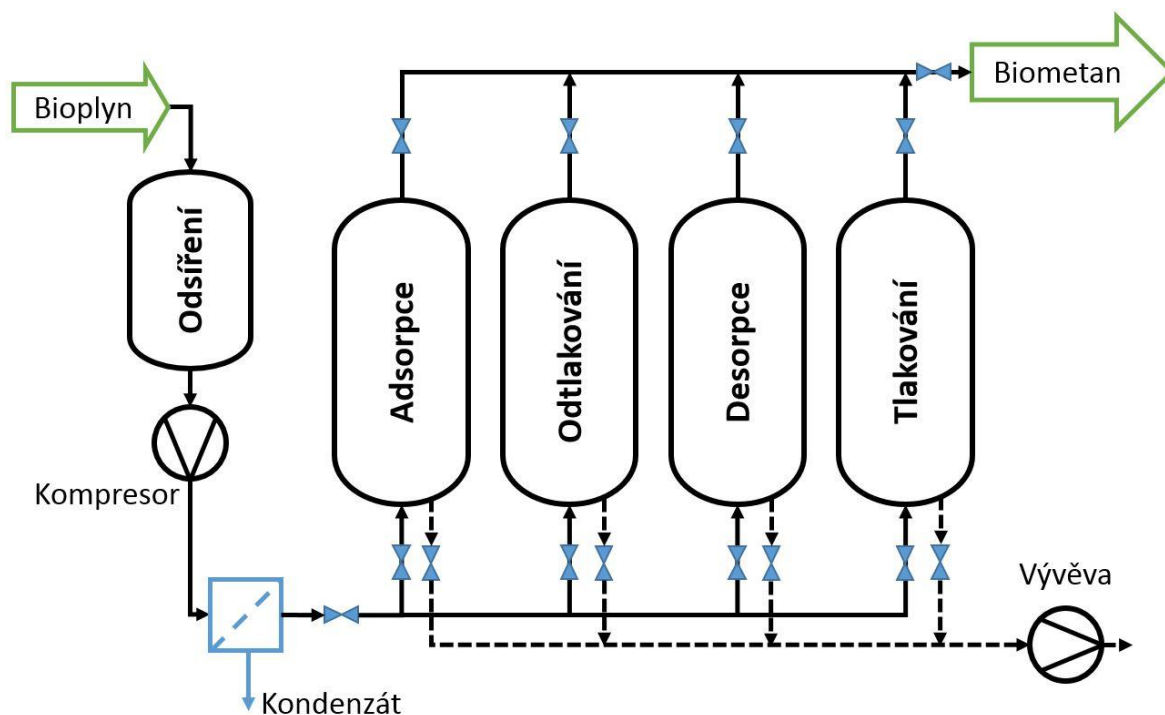 Bioplyn
Biometan
Odsíření
Adsorpce
Odtlakování
Desorpce
Tlakování
Kompresor
Vývěva
Kondenzát